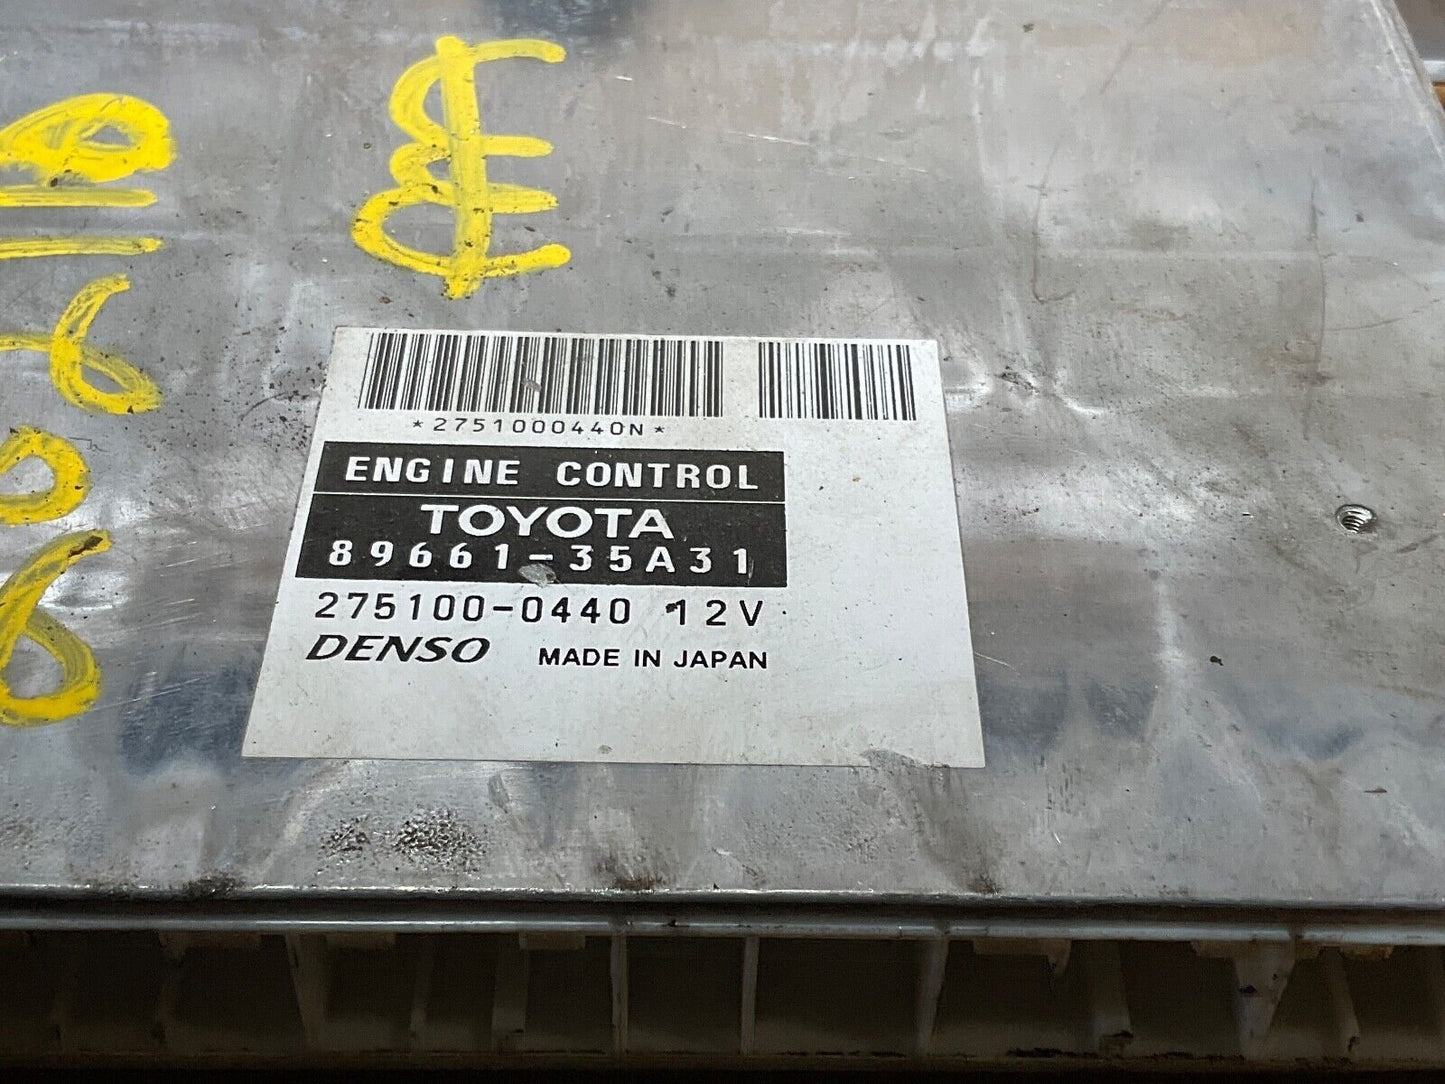 *2751000440N*
ENGINE CONTROL
TOYOTA
89661-35A31
275100-0440 12V
DENSO MADE IN JAPAN